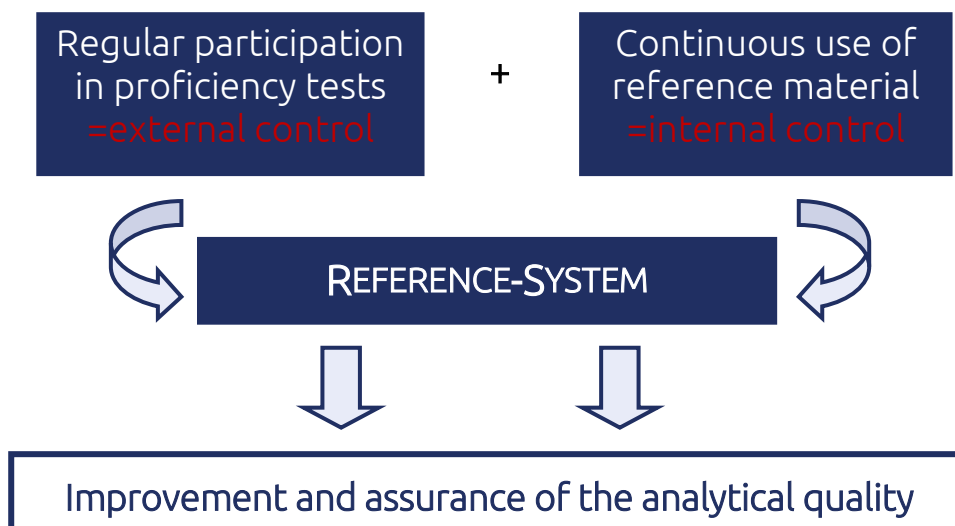 Regular participation
in proficiency tests
=external control
+
Continuous use of
reference material
=internal control
REFERENCE-SYSTEM
Improvement and assurance of the analytical quality